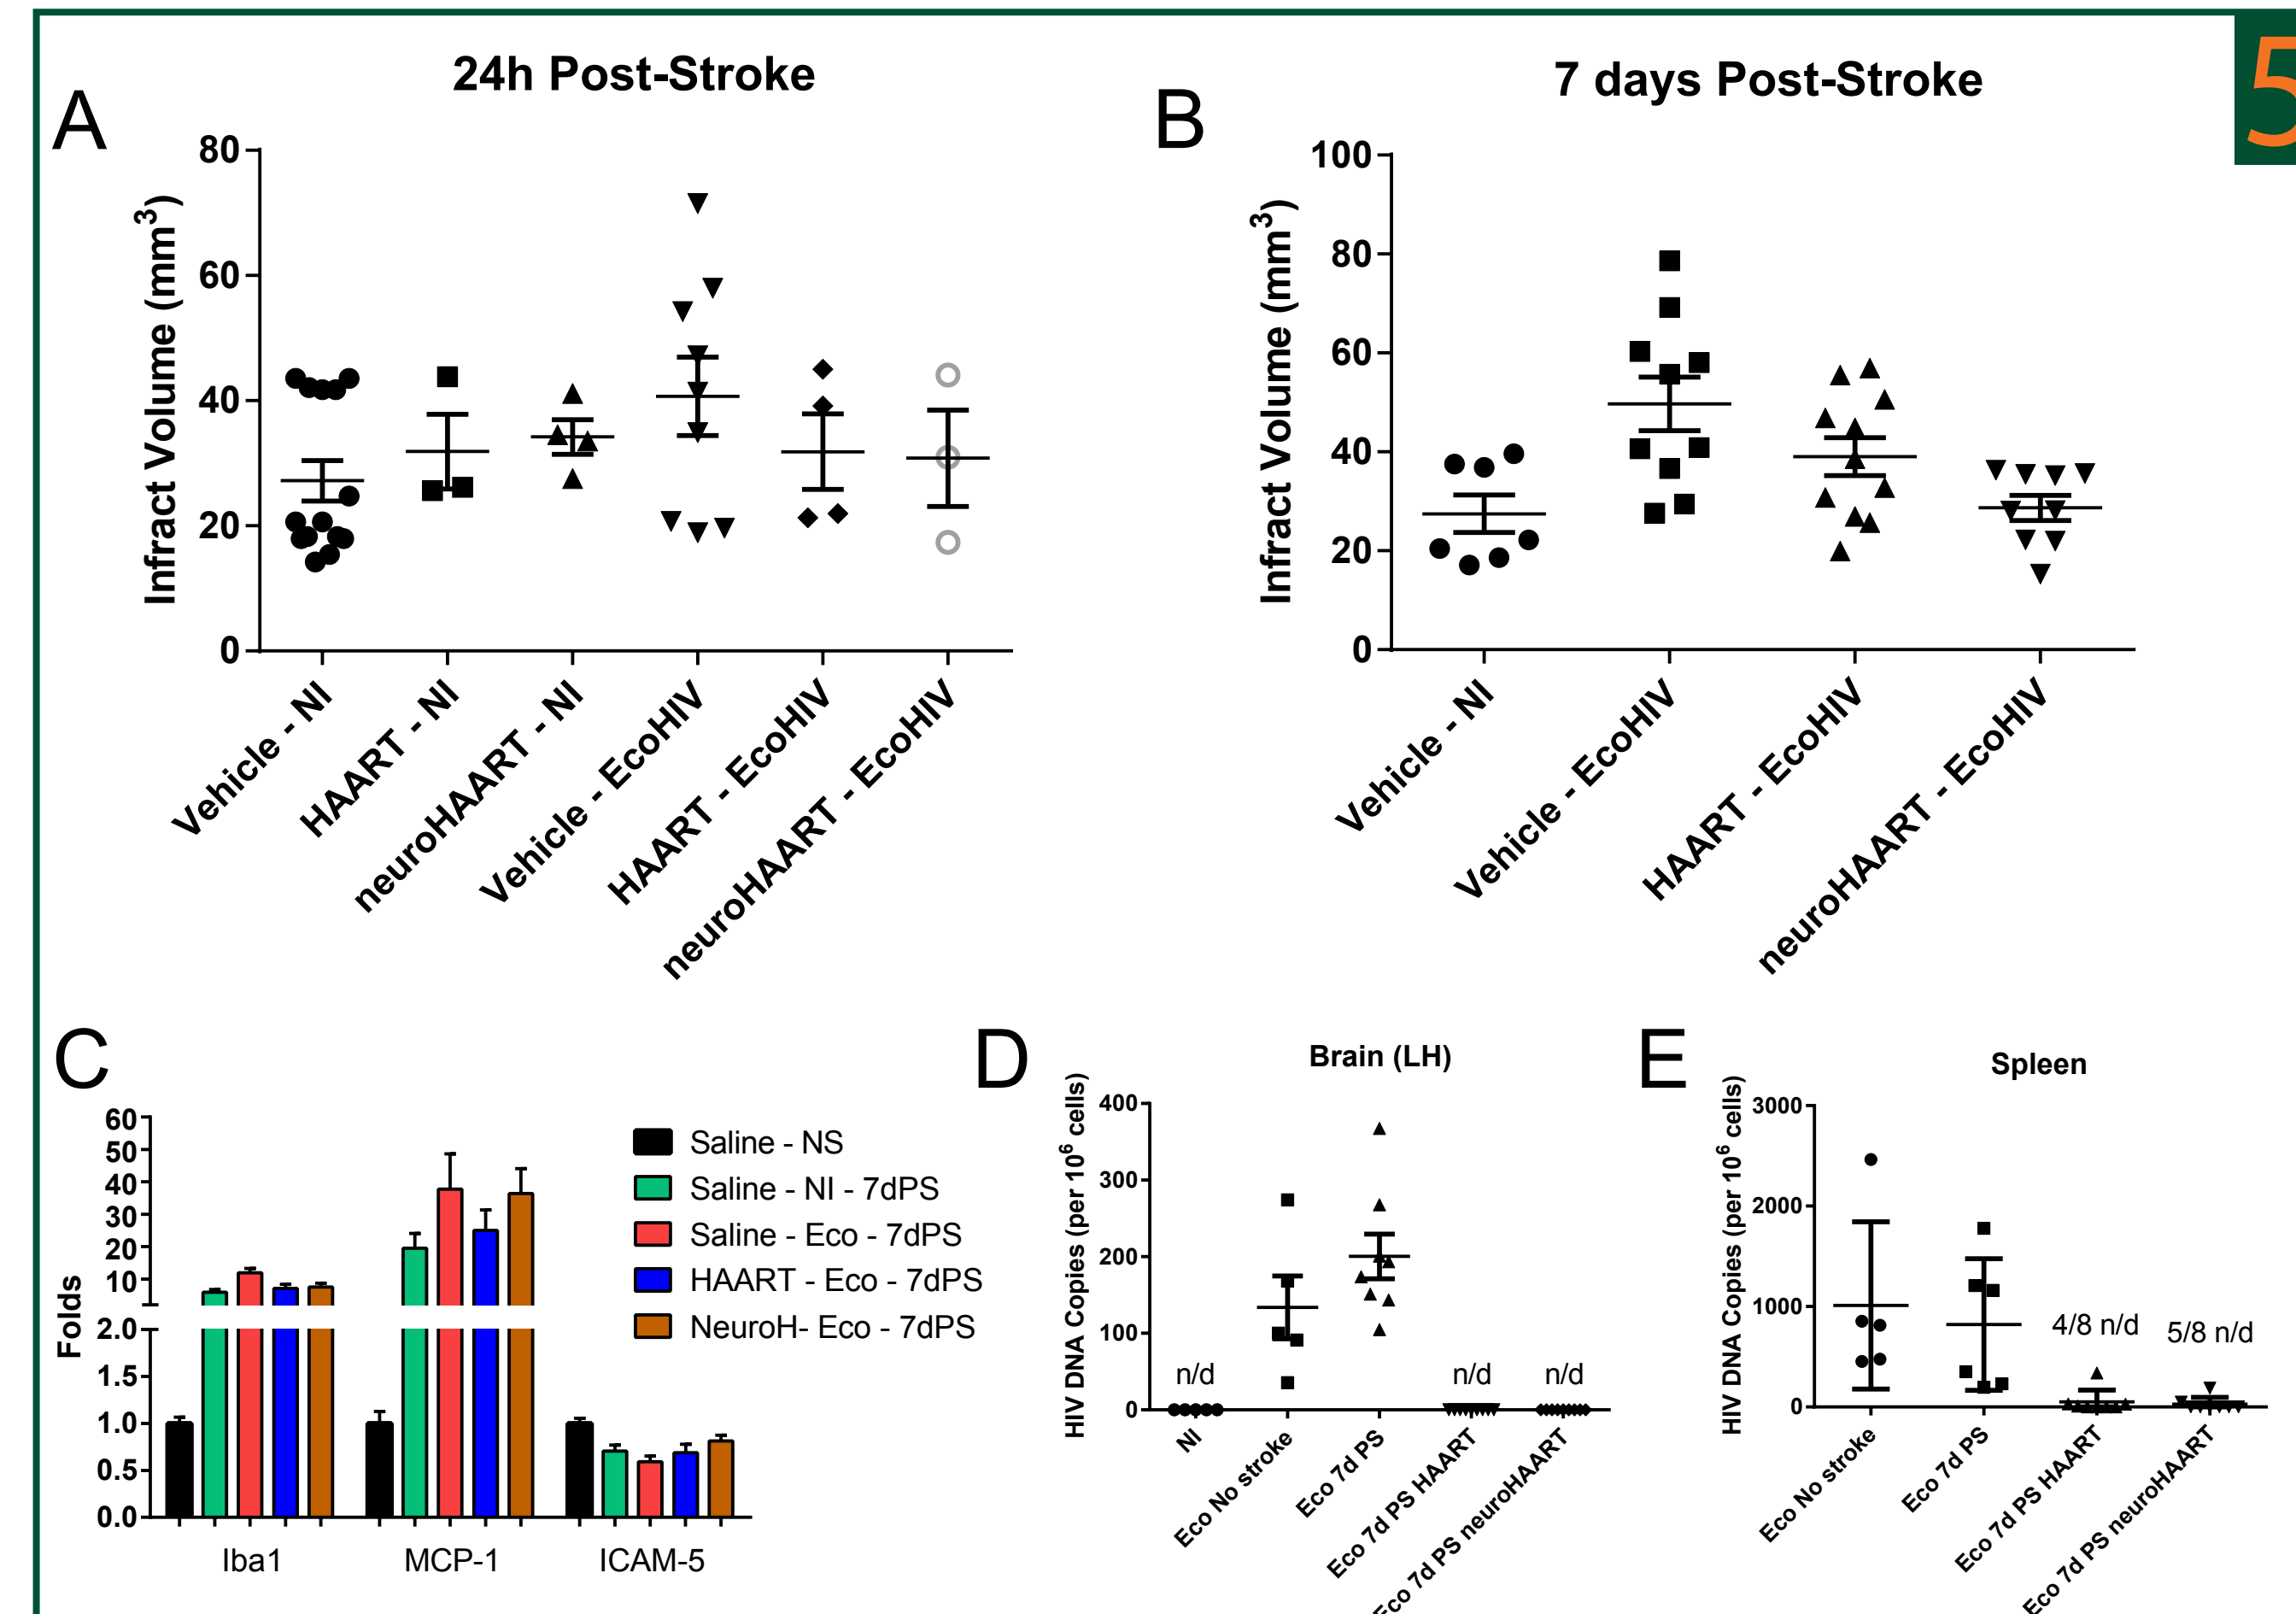 5
A
24h Post-Stroke
Infract Volume (mm³)
80
60
40
20
0
Vehicle - NI
HAART - NI
neuroHAART - NI
Vehicle - EcoHIV
HAART - EcoHIV
neuroHAART - EcoHIV
B
7 days Post-Stroke
Infract Volume (mm³)
100
80
60
40
20
0
Vehicle - NI
Vehicle - EcoHIV
HAART - EcoHIV
neuroHAART - EcoHIV
C
Folds
60
50
40
30
20
10
2.0
1.5
1.0
0.5
0.0
Iba1
MCP-1
ICAM-5
Saline - NS
Saline - NI - 7dPS
Saline - Eco - 7dPS
HAART - Eco - 7dPS
NeuroH- Eco - 7dPS
D
Brain (LH)
HIV DNA Copies (per 10⁶ cells)
400
300
200
100
0
n/d
n/d
n/d
NI
Eco No stroke
Eco 7d PS
Eco 7d PS HAART
Eco 7d PS neuroHAART
E
Spleen
HIV DNA Copies (per 10⁶ cells)
3000
2000
1000
0
4/8 n/d
5/8 n/d
Eco No stroke
Eco 7d PS
Eco 7d PS HAART
Eco 7d PS neuroHAART